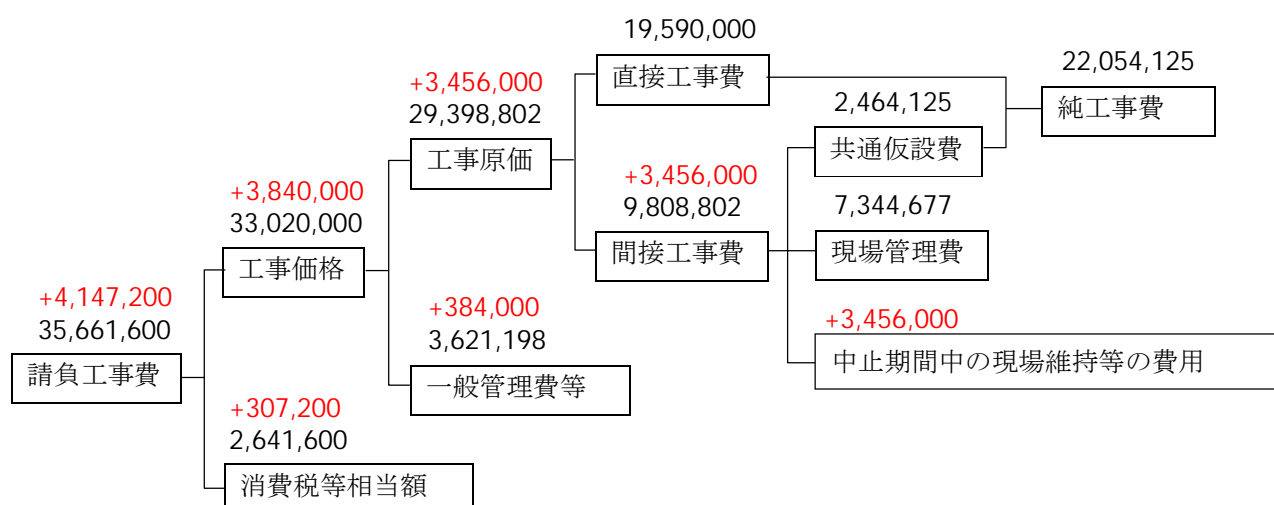 19,590,000
直接工事費
22,054,125
純工事費
+3,456,000
29,398,802
工事原価
2,464,125
共通仮設費
+3,456,000
9,808,802
間接工事費
7,344,677
現場管理費
+3,840,000
33,020,000
工事価格
+3,456,000
中止期間中の現場維持等の費用
+4,147,200
35,661,600
請負工事費
+384,000
3,621,198
一般管理費等
+307,200
2,641,600
消費税等相当額